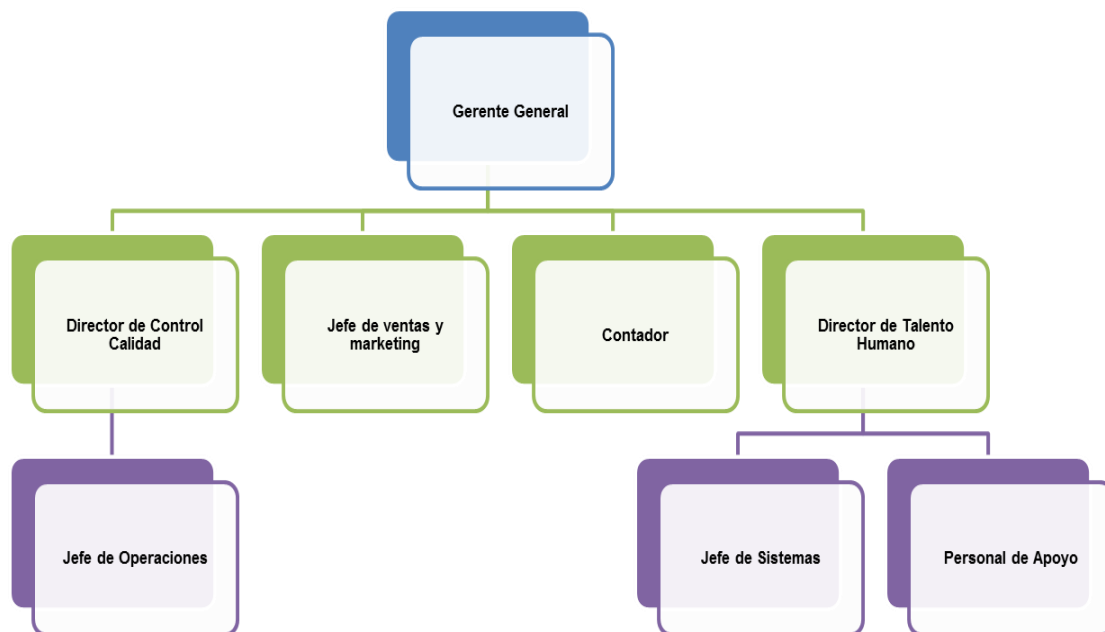 Gerente General
Director de Control
Calidad
Jefe de ventas y
marketing
Contador
Director de Talento
Humano
Jefe de Operaciones
Jefe de Sistemas
Personal de Apoyo